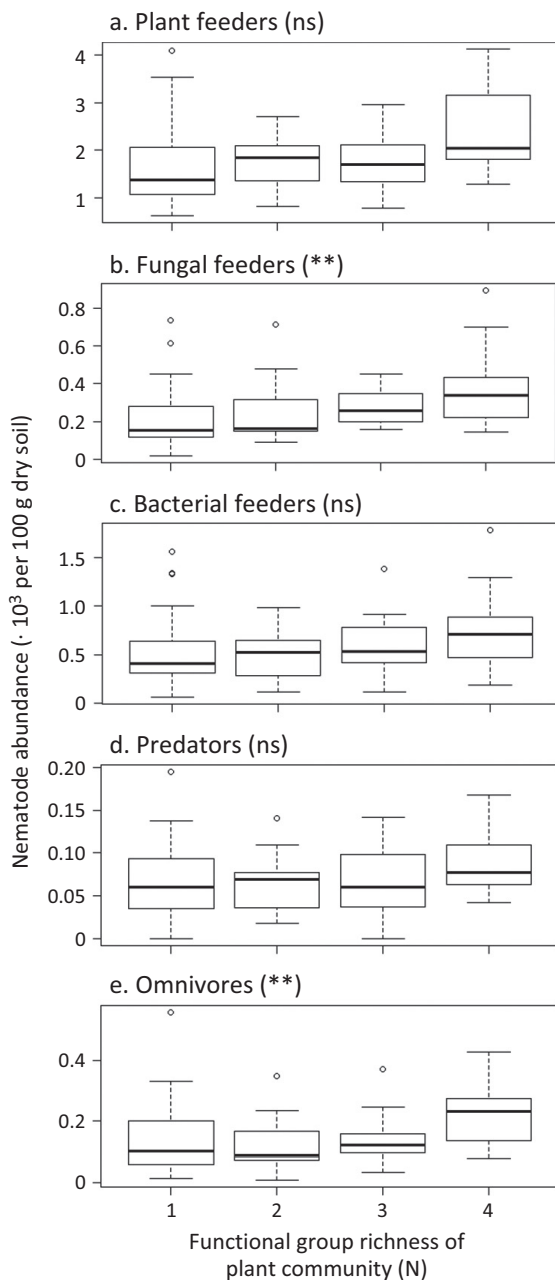 a. Plant feeders (ns)
4
3
2
1
b. Fungal feeders (**)
0.8
0.6
0.4
0.2
0
c. Bacterial feeders (ns)
1.5
1.0
0.5
0
d. Predators (ns)
0.20
0.15
0.10
0.05
0
e. Omnivores (**)
0.4
0.2
0
Nematode abundance (· 10³ per 100 g dry soil)
1 2 3 4
Functional group richness of
plant community (N)